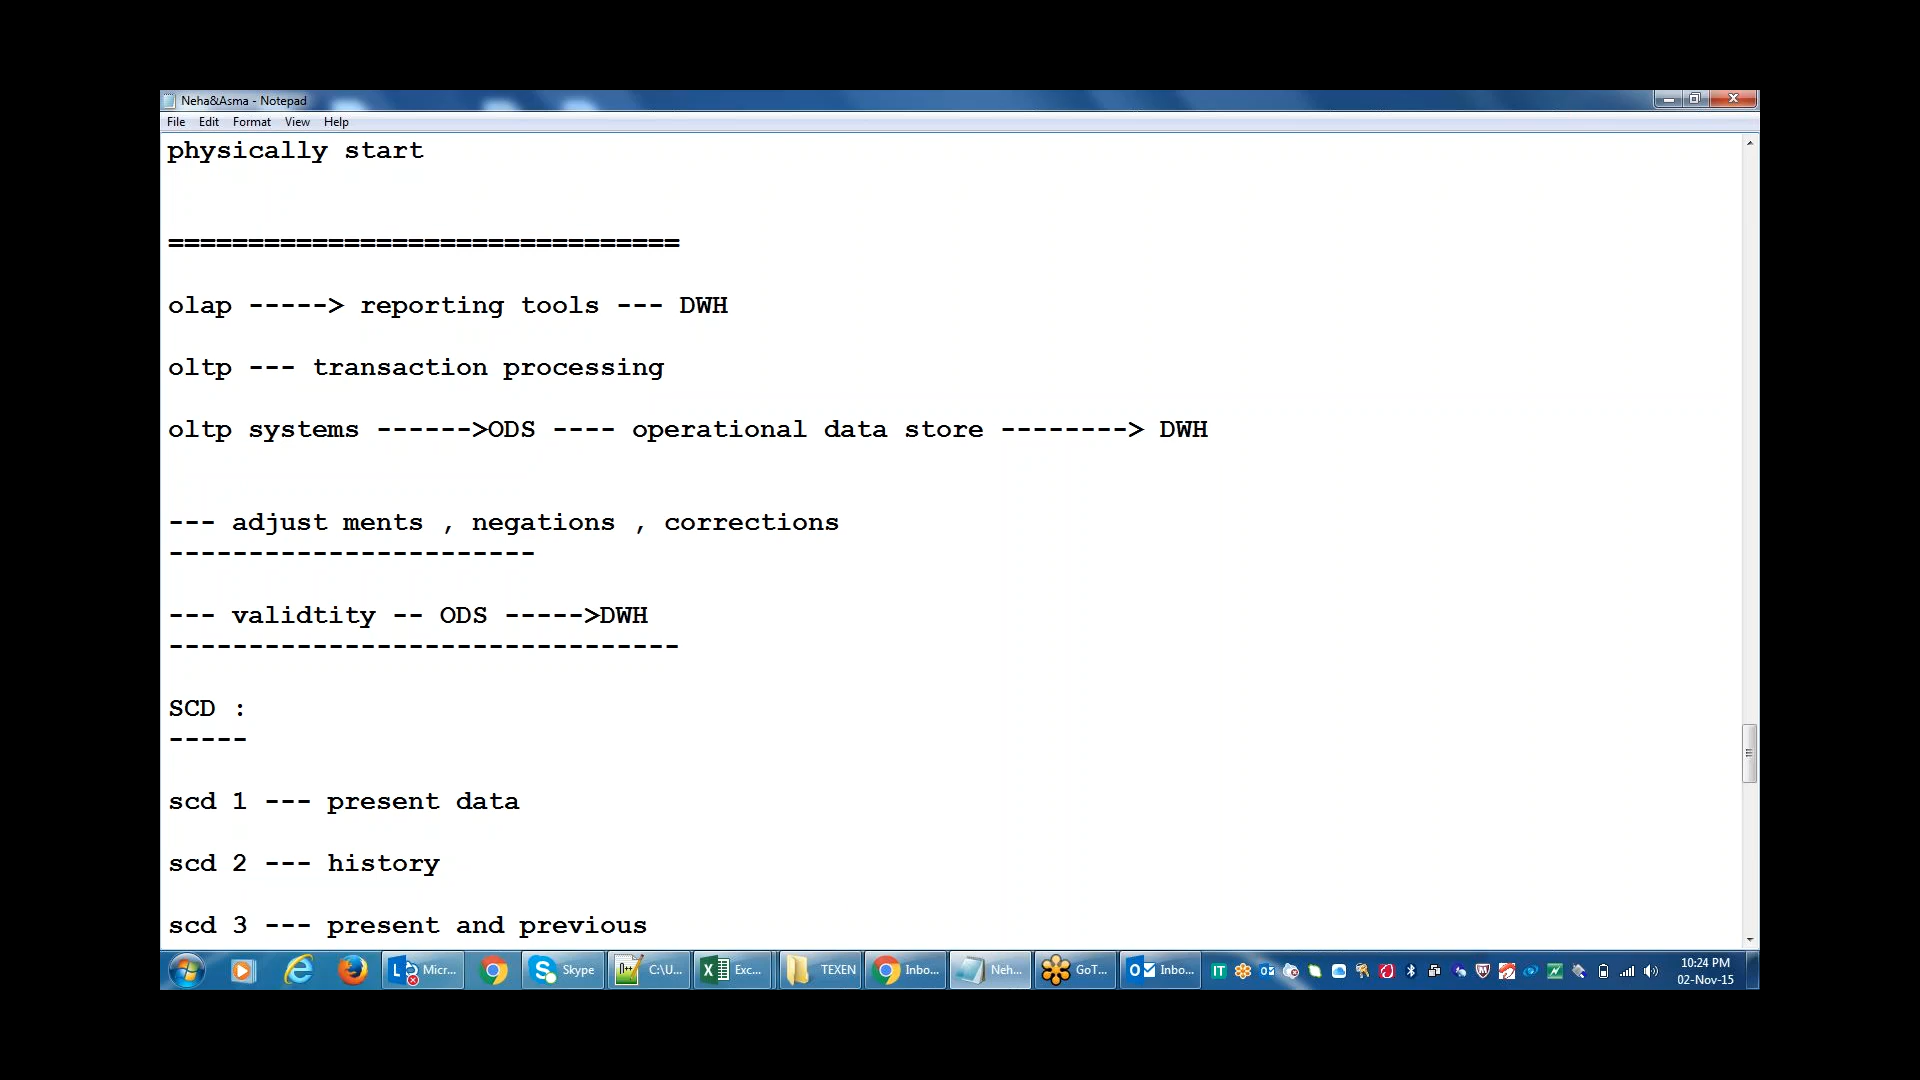 Neha&Asma - Notepad
File Edit Format View Help
physically start
================================
olap -----> reporting tools --- DWH
oltp --- transaction processing
oltp systems ------>ODS ---- operational data store --------> DWH
--- adjust ments , negations , corrections
-----------------------
--- validtity -- ODS ----->DWH
--------------------------------
SCD :
-----
scd 1 --- present data
scd 2 --- history
scd 3 --- present and previous
Micr... Skype C:\U... Exc... TEXEN Inbo... Neh... GoT... Inbo... 10:24 PM
02-Nov-15